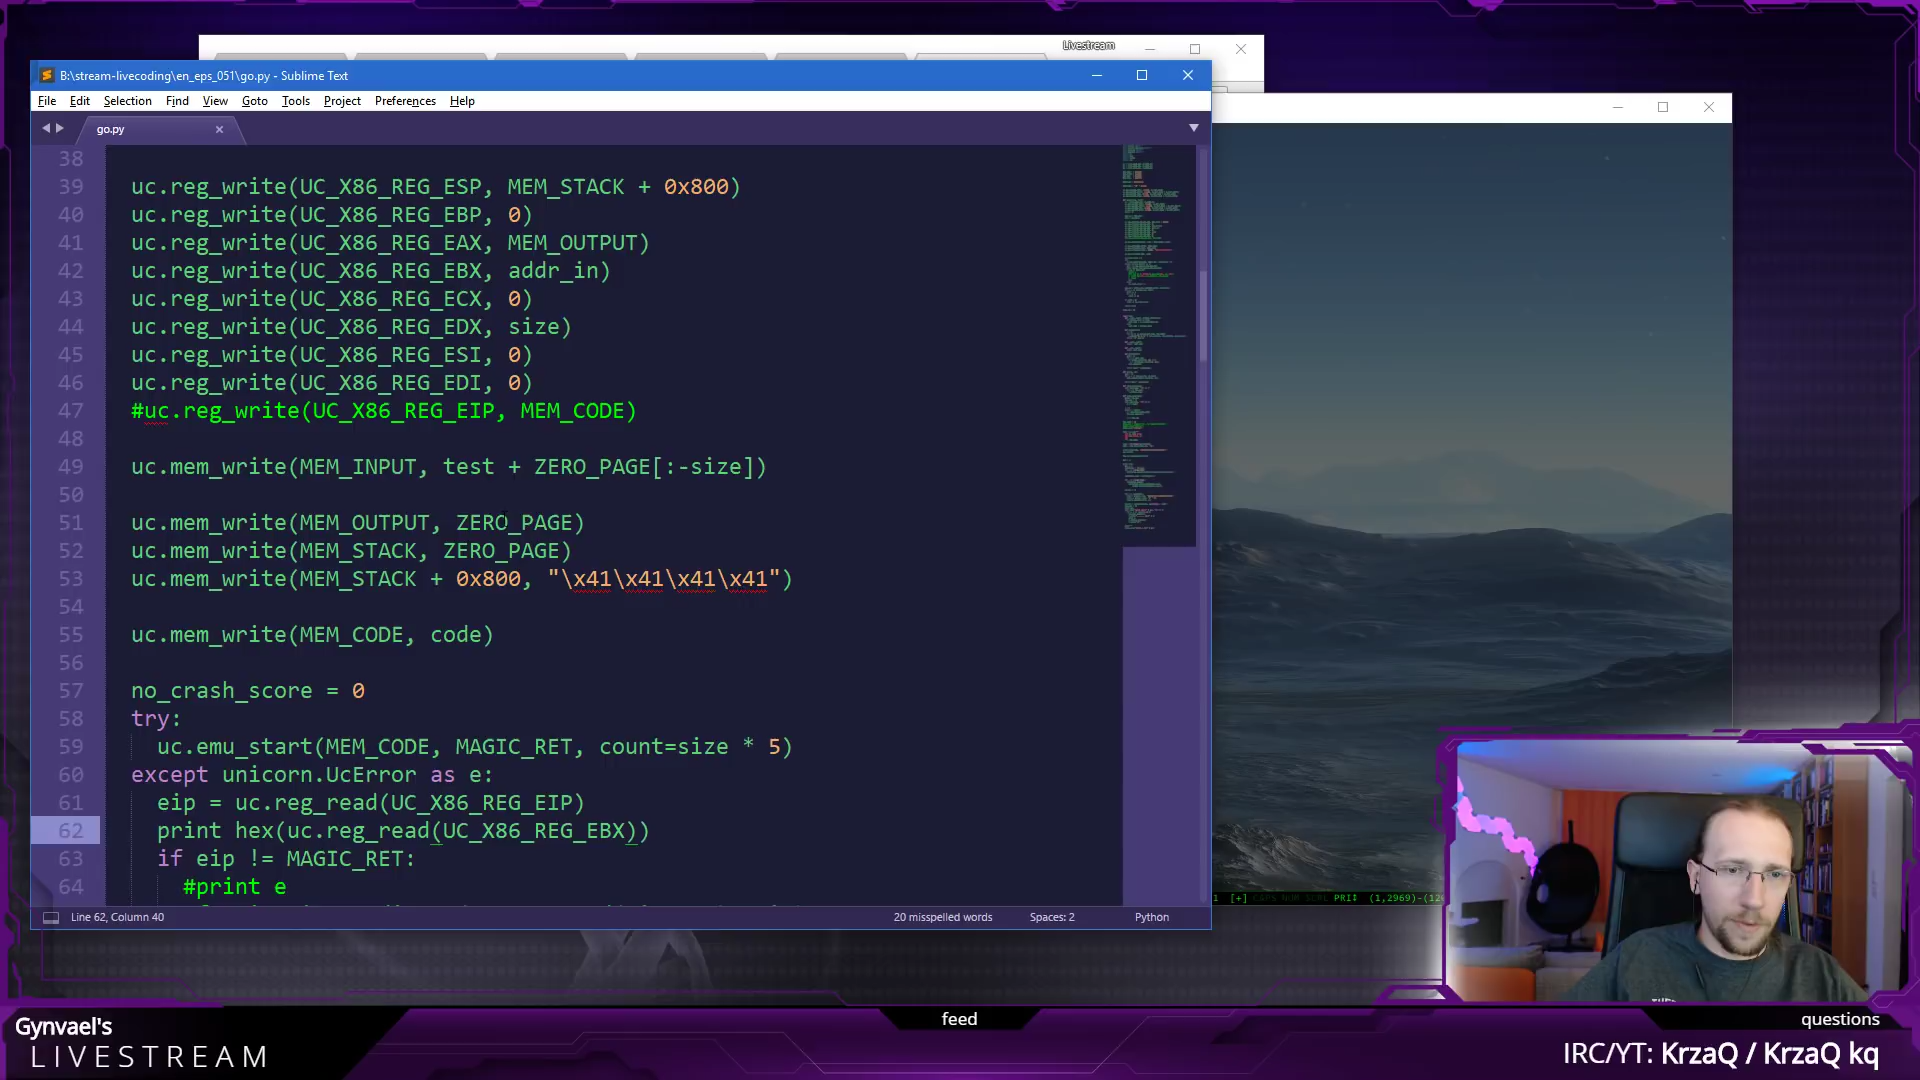 Livestream
B:\stream-livecoding\en_eps_051\go.py - Sublime Text
File Edit Selection Find View Goto Tools Project Preferences Help
go.py
38
39 uc.reg_write(UC_X86_REG_ESP, MEM_STACK + 0x800)
40 uc.reg_write(UC_X86_REG_EBP, 0)
41 uc.reg_write(UC_X86_REG_EAX, MEM_OUTPUT)
42 uc.reg_write(UC_X86_REG_EBX, addr_in)
43 uc.reg_write(UC_X86_REG_ECX, 0)
44 uc.reg_write(UC_X86_REG_EDX, size)
45 uc.reg_write(UC_X86_REG_ESI, 0)
46 uc.reg_write(UC_X86_REG_EDI, 0)
47 #uc.reg_write(UC_X86_REG_EIP, MEM_CODE)
48
49 uc.mem_write(MEM_INPUT, test + ZERO_PAGE[:-size])
50
51 uc.mem_write(MEM_OUTPUT, ZERO_PAGE)
52 uc.mem_write(MEM_STACK, ZERO_PAGE)
53 uc.mem_write(MEM_STACK + 0x800, "\x41\x41\x41\x41")
54
55 uc.mem_write(MEM_CODE, code)
56
57 no_crash_score = 0
58 try:
59 uc.emu_start(MEM_CODE, MAGIC_RET, count=size * 5)
60 except unicorn.UcError as e:
61 eip = uc.reg_read(UC_X86_REG_EIP)
62 print hex(uc.reg_read(UC_X86_REG_EBX))
63 if eip != MAGIC_RET:
64 #print e
1 [+] CAPS NUM SCRL PRI↕ (1,2969)-(12
Line 62, Column 40
20 misspelled words
Spaces: 2
Python
Gynvael's
LIVESTREAM
feed
questions
IRC/YT: KrzaQ / KrzaQ kq